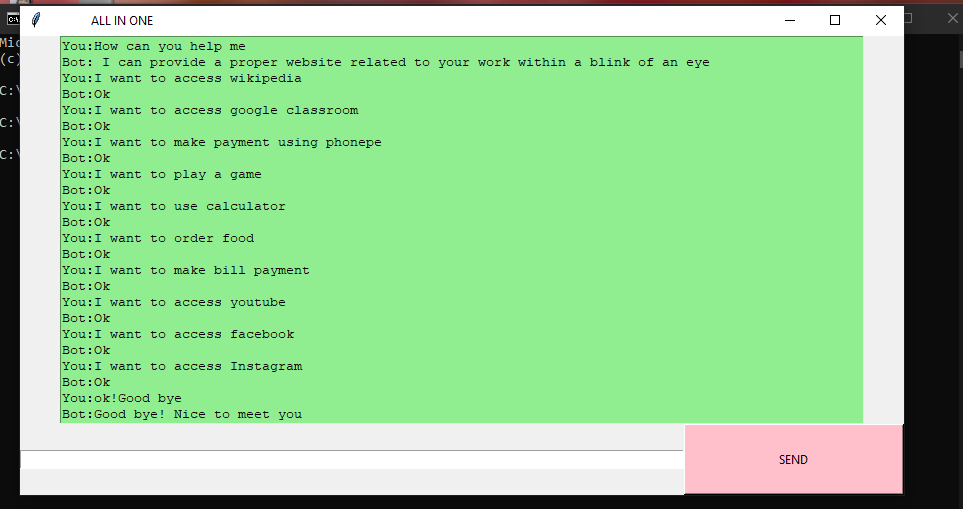 ALL IN ONE
Mic
(c)
C:\
C:\
C:\
You:How can you help me
Bot: I can provide a proper website related to your work within a blink of an eye
You:I want to access wikipedia
Bot:Ok
You:I want to access google classroom
Bot:Ok
You:I want to make payment using phonepe
Bot:Ok
You:I want to play a game
Bot:Ok
You:I want to use calculator
Bot:Ok
You:I want to order food
Bot:Ok
You:I want to make bill payment
Bot:Ok
You:I want to access youtube
Bot:Ok
You:I want to access facebook
Bot:Ok
You:I want to access Instagram
Bot:Ok
You:ok!Good bye
Bot:Good bye! Nice to meet you
SEND